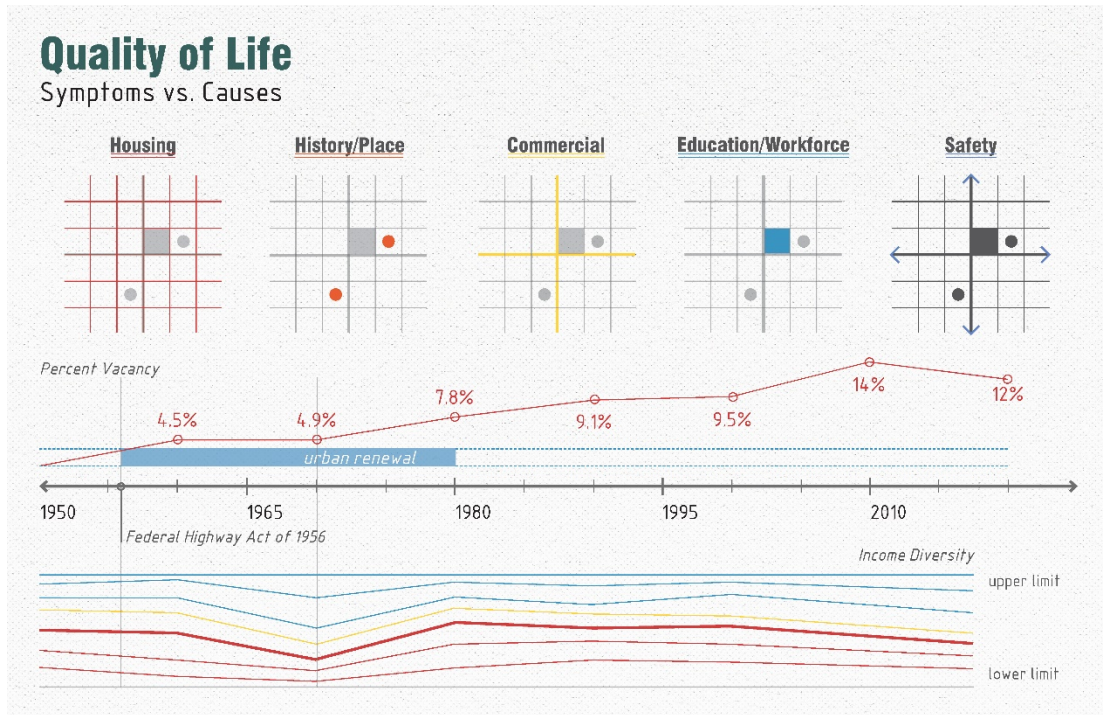 Quality of Life
Symptoms vs. Causes
Housing
History/Place
Commercial
Education/Workforce
Safety
Percent Vacancy
4.5%
4.9%
7.8%
9.1%
9.5%
14%
12%
urban renewal
1950
1965
1980
1995
2010
Federal Highway Act of 1956
Income Diversity
upper limit
lower limit